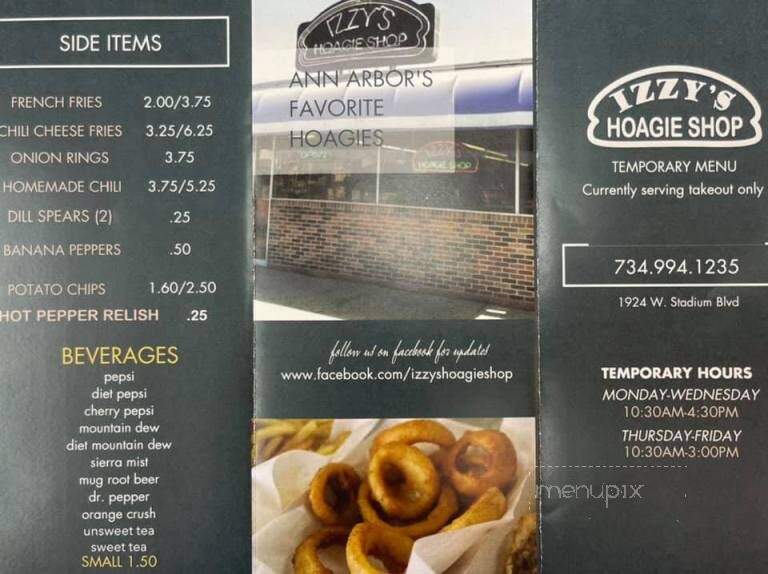 SIDE ITEMS
FRENCH FRIES 2.00/3.75
CHILI CHEESE FRIES 3.25/6.25
ONION RINGS 3.75
HOMEMADE CHILI 3.75/5.25
DILL SPEARS (2) .25
BANANA PEPPERS .50
POTATO CHIPS 1.60/2.50
HOT PEPPER RELISH .25
BEVERAGES
pepsi
diet pepsi
cherry pepsi
mountain dew
diet mountain dew
sierra mist
mug root beer
dr. pepper
orange crush
unsweet tea
sweet tea
SMALL 1.50
IZZY'S
HOAGIE SHOP
ANN ARBOR'S
FAVORITE
HOAGIES
IZZY'S
HOAGIE SHOP
follow us on facebook for updates
www.facebook.com/izzyshoagieshop
IZZY'S
HOAGIE SHOP
TEMPORARY MENU
Currently serving takeout only
734.994.1235
1924 W. Stadium Blvd
TEMPORARY HOURS
MONDAY-WEDNESDAY
10:30AM-4:30PM
THURSDAY-FRIDAY
10:30AM-3:00PM
menupix